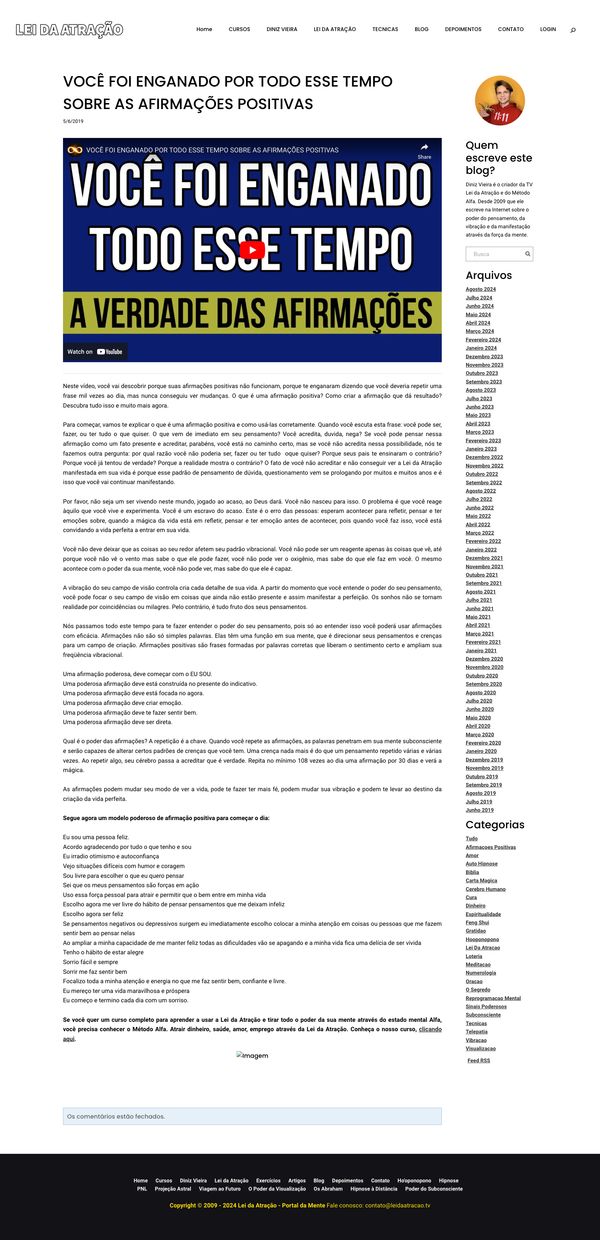 LEI DA ATRAÇÃO
Home CURSOS DINIZ VIEIRA LEI DA ATRAÇÃO TECNICAS BLOG DEPOIMENTOS CONTATO LOGIN
VOCÊ FOI ENGANADO POR TODO ESSE TEMPO
SOBRE AS AFIRMAÇÕES POSITIVAS
5/6/2019
VOCÊ FOI ENGANADO POR TODO ESSE TEMPO SOBRE AS AFIRMAÇÕES POSITIVAS
Share
VOCÊ FOI ENGANADO
TODO ESSE TEMPO
A VERDADE DAS AFIRMAÇÕES
Watch on YouTube
Neste vídeo, você vai descobrir porque suas afirmações positivas não funcionam, porque te enganaram dizendo que você deveria repetir uma
frase mil vezes ao dia, mas nunca conseguiu ver mudanças. O que é uma afirmação positiva? Como criar a afirmação que dá resultado?
Descubra tudo isso e muito mais agora.
Para começar, vamos te explicar o que é uma afirmação positiva e como usá-las corretamente. Quando você escuta esta frase: você pode ser,
fazer, ou ter tudo o que quiser. O que vem de imediato em seu pensamento? Você acredita, duvida, nega? Se você pode pensar nessa
afirmação como um fato presente e acreditar, parabéns, você está no caminho certo, mas se você não acredita nessa possibilidade, nós te
fazemos outra pergunta: por qual razão você não poderia ser, fazer ou ter tudo oque quiser? Porque seus pais te ensinaram o contrário?
Porque você já tentou de verdade? Porque a realidade mostra o contrário? O fato de você não acreditar e não conseguir ver a Lei da Atração
manifestada em sua vida é porque esse padrão de pensamento de dúvida, questionamento vem se prologando por muitos e muitos anos e é
isso que você vai continuar manifestando.
Por favor, não seja um ser vivendo neste mundo, jogado ao acaso, ao Deus dará. Você não nasceu para isso. O problema é que você reage
àquilo que você vive e experimenta. Você é um escravo do acaso. Este é o erro das pessoas: esperam acontecer para refletir, pensar e ter
emoções sobre, quando a mágica da vida está em refletir, pensar e ter emoção antes de acontecer, pois quando você faz isso, você está
convidando a vida perfeita a entrar em sua vida.
Você não deve deixar que as coisas ao seu redor afetem seu padrão vibracional. Você não pode ser um reagente apenas às coisas que vê, até
porque você não vê o vento mas sabe o que ele pode fazer, você não pode ver o oxigênio, mas sabe do que ele faz em você. O mesmo
acontece com o poder da sua mente, você não pode ver, mas sabe do que ele é capaz.
A vibração do seu campo de visão controla cria cada detalhe de sua vida. A partir do momento que você entende o poder do seu pensamento,
você pode focar o seu campo de visão em coisas que ainda não estão presente e assim manifestar a perfeição. Os sonhos não se tornam
realidade por coincidências ou milagres. Pelo contrário, é tudo fruto dos seus pensamentos.
Nós passamos todo este tempo para te fazer entender o poder do seu pensamento, pois só ao entender isso você poderá usar afirmações
com eficácia. Afirmações não são só simples palavras. Elas têm uma função em sua mente, que é direcionar seus pensamentos e crenças
para um campo de criação. Afirmações positivas são frases formadas por palavras corretas que liberam o sentimento certo e ampliam sua
freqüência vibracional.
Uma afirmação poderosa, deve começar com o EU SOU.
Uma poderosa afirmação deve está construída no presente do indicativo.
Uma poderosa afirmação deve está focada no agora.
Uma poderosa afirmação deve criar emoção.
Uma poderosa afirmação deve te fazer sentir bem.
Uma poderosa afirmação deve ser direta.
Qual é o poder das afirmações? A repetição é a chave. Quando você repete as afirmações, as palavras penetram em sua mente subconsciente
e serão capazes de alterar certos padrões de crenças que você tem. Uma crença nada mais é do que um pensamento repetido várias e várias
vezes. Ao repetir algo, seu cérebro passa a acreditar que é verdade. Repita no mínimo 108 vezes ao dia uma afirmação por 30 dias e verá a
mágica.
As afirmações podem mudar seu modo de ver a vida, pode te fazer ter mais fé, podem mudar sua vibração e podem te levar ao destino da
criação da vida perfeita.
Segue agora um modelo poderoso de afirmação positiva para começar o dia:
Eu sou uma pessoa feliz.
Acordo agradecendo por tudo o que tenho e sou
Eu irradio otimismo e autoconfiança
Vejo situações difíceis com humor e coragem
Sou livre para escolher o que eu quero pensar
Sei que os meus pensamentos são forças em ação
Uso essa força pessoal para atrair e permitir que o bem entre em minha vida
Escolho agora me ver livre do hábito de pensar pensamentos que me deixam infeliz
Escolho agora ser feliz
Se pensamentos negativos ou depressivos surgem eu imediatamente escolho colocar a minha atenção em coisas ou pessoas que me fazem
sentir bem ao pensar nelas
Ao ampliar a minha capacidade de me manter feliz todas as dificuldades vão se apagando e a minha vida fica uma delícia de ser vivida
Tenho o hábito de estar alegre
Sorrio fácil e sempre
Sorrir me faz sentir bem
Focalizo toda a minha atenção e energia no que me faz sentir bem, confiante e livre.
Eu mereço ter uma vida maravilhosa e próspera
Eu começo e termino cada dia com um sorriso.
Se você quer um curso completo para aprender a usar a Lei da Atração e tirar todo o poder da sua mente através do estado mental Alfa,
você precisa conhecer o Método Alfa. Atrair dinheiro, saúde, amor, emprego através da Lei da Atração. Conheça o nosso curso, clicando
aqui.
Imagem
Os comentários estão fechados.
11:11
Quem
escreve este
blog?
Diniz Vieira é o criador da TV
Lei da Atração e do Método
Alfa. Desde 2009 que ele
escreve na Internet sobre o
poder do pensamento, da
vibração e da manifestação
através da força da mente.
Busca
Arquivos
Agosto 2024
Julho 2024
Junho 2024
Maio 2024
Abril 2024
Março 2024
Fevereiro 2024
Janeiro 2024
Dezembro 2023
Novembro 2023
Outubro 2023
Setembro 2023
Agosto 2023
Julho 2023
Junho 2023
Maio 2023
Abril 2023
Março 2023
Fevereiro 2023
Janeiro 2023
Dezembro 2022
Novembro 2022
Outubro 2022
Setembro 2022
Agosto 2022
Julho 2022
Junho 2022
Maio 2022
Abril 2022
Março 2022
Fevereiro 2022
Janeiro 2022
Dezembro 2021
Novembro 2021
Outubro 2021
Setembro 2021
Agosto 2021
Julho 2021
Junho 2021
Maio 2021
Abril 2021
Março 2021
Fevereiro 2021
Janeiro 2021
Dezembro 2020
Novembro 2020
Outubro 2020
Setembro 2020
Agosto 2020
Julho 2020
Junho 2020
Maio 2020
Abril 2020
Março 2020
Fevereiro 2020
Janeiro 2020
Dezembro 2019
Novembro 2019
Outubro 2019
Setembro 2019
Agosto 2019
Julho 2019
Junho 2019
Categorias
Tudo
Afirmacoes Positivas
Amor
Auto Hipnose
Biblia
Carta Magica
Cerebro Humano
Cura
Dinheiro
Espiritualidade
Feng Shui
Gratidao
Hooponopono
Lei Da Atracao
Loteria
Meditacao
Numerologia
Oracao
O Segredo
Reprogramacao Mental
Sinais Poderosos
Subconsciente
Tecnicas
Telepatia
Vibracao
Visualizacao
Feed RSS
Home Cursos Diniz Vieira Lei da Atração Exercícios Artigos Blog Depoimentos Contato Ho'oponopono Hipnose
PNL Projeção Astral Viagem ao Futuro O Poder da Visualização Os Abraham Hipnose à Distância Poder do Subconsciente
Copyright © 2009 - 2024 Lei da Atração - Portal da Mente Fale conosco: contato@leidaatracao.tv